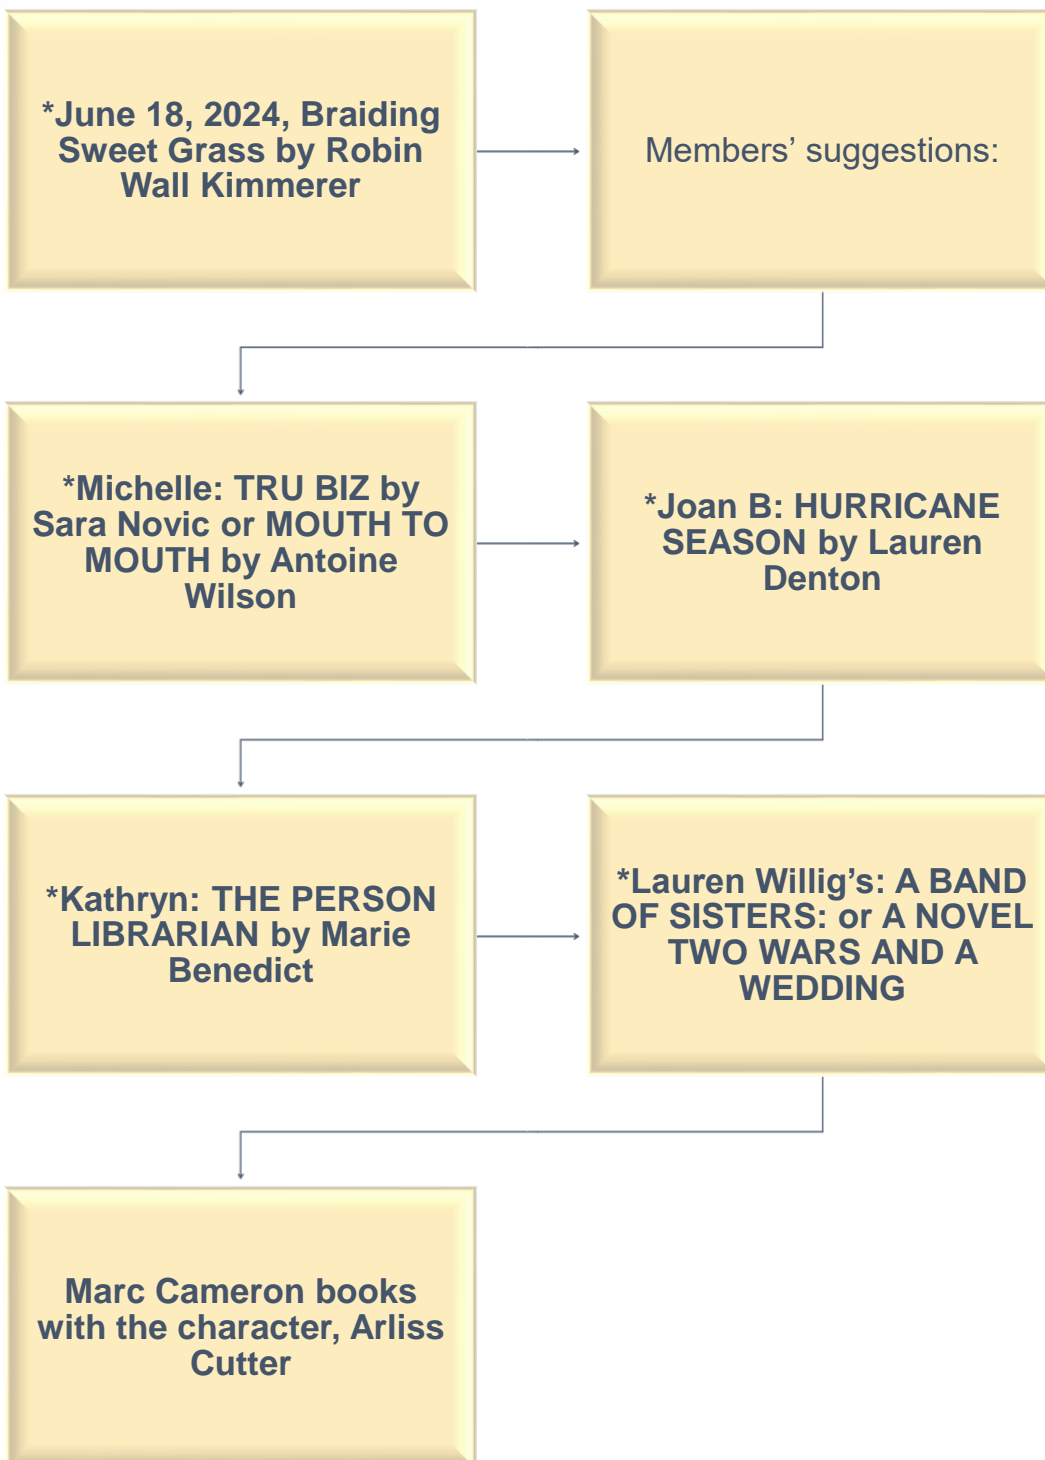 *June 18, 2024, Braiding
Sweet Grass by Robin
Wall Kimmerer
Members’ suggestions:
*Michelle: TRU BIZ by
Sara Novic or MOUTH TO
MOUTH by Antoine
Wilson
*Joan B: HURRICANE
SEASON by Lauren
Denton
*Kathryn: THE PERSON
LIBRARIAN by Marie
Benedict
*Lauren Willig’s: A BAND
OF SISTERS: or A NOVEL
TWO WARS AND A
WEDDING
Marc Cameron books
with the character, Arliss
Cutter